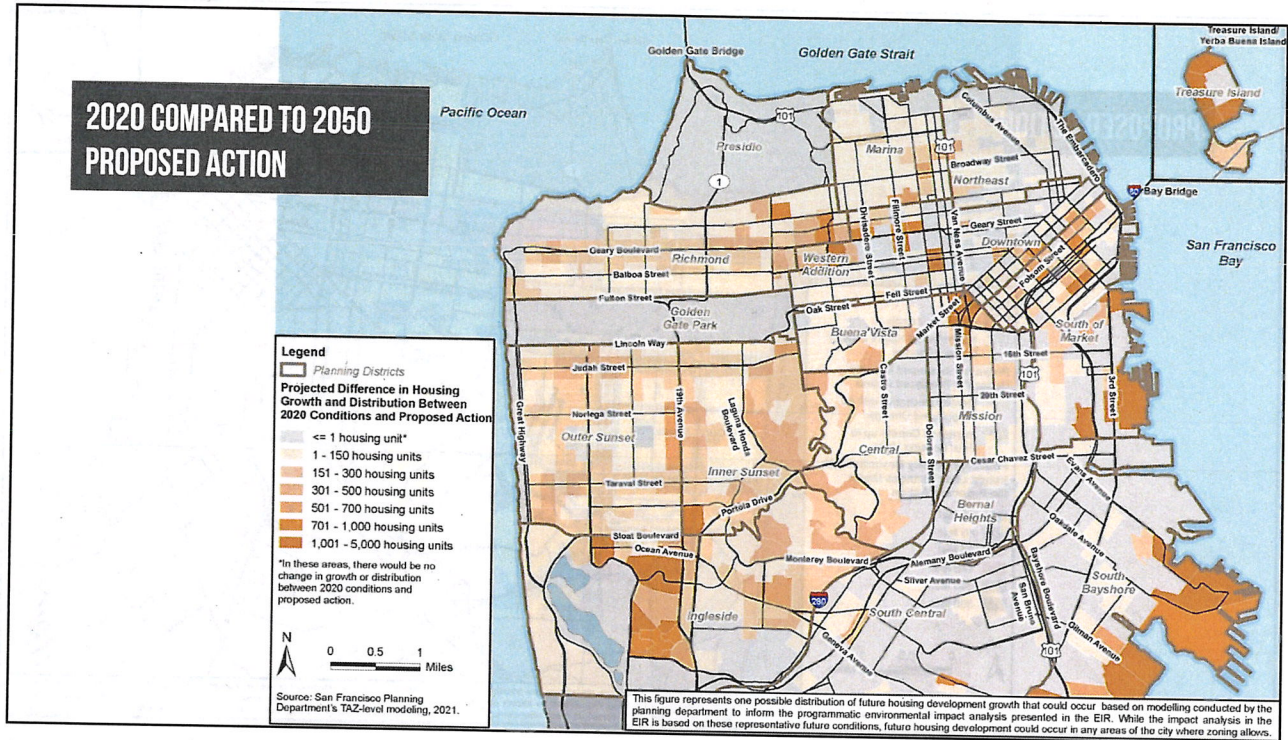 2020 COMPARED TO 2050
PROPOSED ACTION
Golden Gate Bridge
Golden Gate Strait
Pacific Ocean
Treasure Island/
Yerba Buena Island
Treasure Island
101
Presidio
1
Marina
101
Columbus Avenue
The Embarcadero
Broadway Street
Northeast
Bay Bridge
San Francisco
Bay
Geary Boulevard
Richmond
Balboa Street
Fulton Street
Western
Addition
Divisadero Street
Fillmore Street
Van Ness Avenue
Geary Street
Downtown
Folsom Street
Golden
Gate Park
Oak Street
Fell Street
Market Street
Buena Vista
Lincoln Way
Judah Street
South of
Market
16th Street
101
3rd Street
Mission Street
Castro Street
Dolores Street
20th Street
Mission
Great Highway
Noriega Street
19th Avenue
Laguna Honda
Boulevard
Outer Sunset
Inner Sunset
Central
Cesar Chavez Street
Evans Avenue
Taraval Street
Portola Drive
Bernal
Heights
Oakdale Avenue
Sloat Boulevard
Ocean Avenue
Monterey Boulevard
Alemany Boulevard
Silver Avenue
Bayshore Boulevard
San Bruno
Avenue
South
Bayshore
280
Ingleside
South Central
Geneva Avenue
101
Gilman Avenue
Legend
Planning Districts
Projected Difference in Housing
Growth and Distribution Between
2020 Conditions and Proposed Action
<= 1 housing unit*
1 - 150 housing units
151 - 300 housing units
301 - 500 housing units
501 - 700 housing units
701 - 1,000 housing units
1,001 - 5,000 housing units
*In these areas, there would be no
change in growth or distribution
between 2020 conditions and
proposed action.
N
0 0.5 1
Miles
Source: San Francisco Planning
Department's TAZ-level modeling, 2021.
This figure represents one possible distribution of future housing development growth that could occur based on modelling conducted by the
planning department to inform the programmatic environmental impact analysis presented in the EIR. While the impact analysis in the
EIR is based on these representative future conditions, future housing development could occur in any areas of the city where zoning allows.